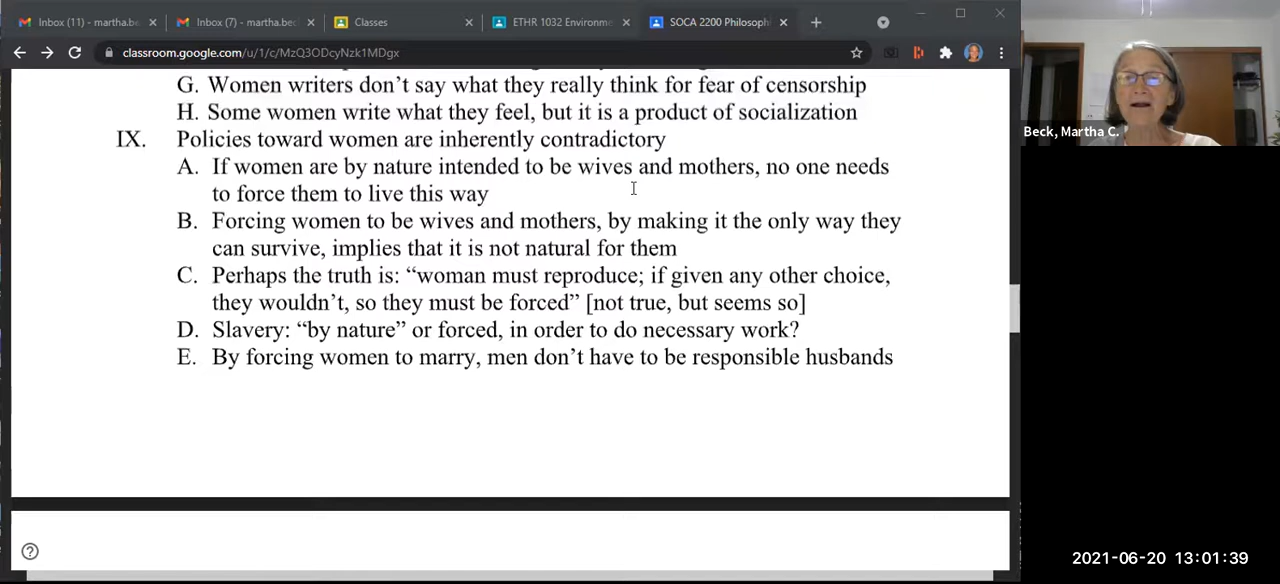 Inbox (11) - martha.be
Inbox (7) - martha.bec
Classes
ETHR 1032 Environme
SOCA 2200 Philosoph
classroom.google.com/u/1/c/MzQ3ODcyNzk1MDgx
G. Women writers don’t say what they really think for fear of censorship
H. Some women write what they feel, but it is a product of socialization
IX. Policies toward women are inherently contradictory
A. If women are by nature intended to be wives and mothers, no one needs
to force them to live this way
B. Forcing women to be wives and mothers, by making it the only way they
can survive, implies that it is not natural for them
C. Perhaps the truth is: “woman must reproduce; if given any other choice,
they wouldn’t, so they must be forced” [not true, but seems so]
D. Slavery: “by nature” or forced, in order to do necessary work?
E. By forcing women to marry, men don’t have to be responsible husbands
Beck, Martha C.
2021-06-20 13:01:39